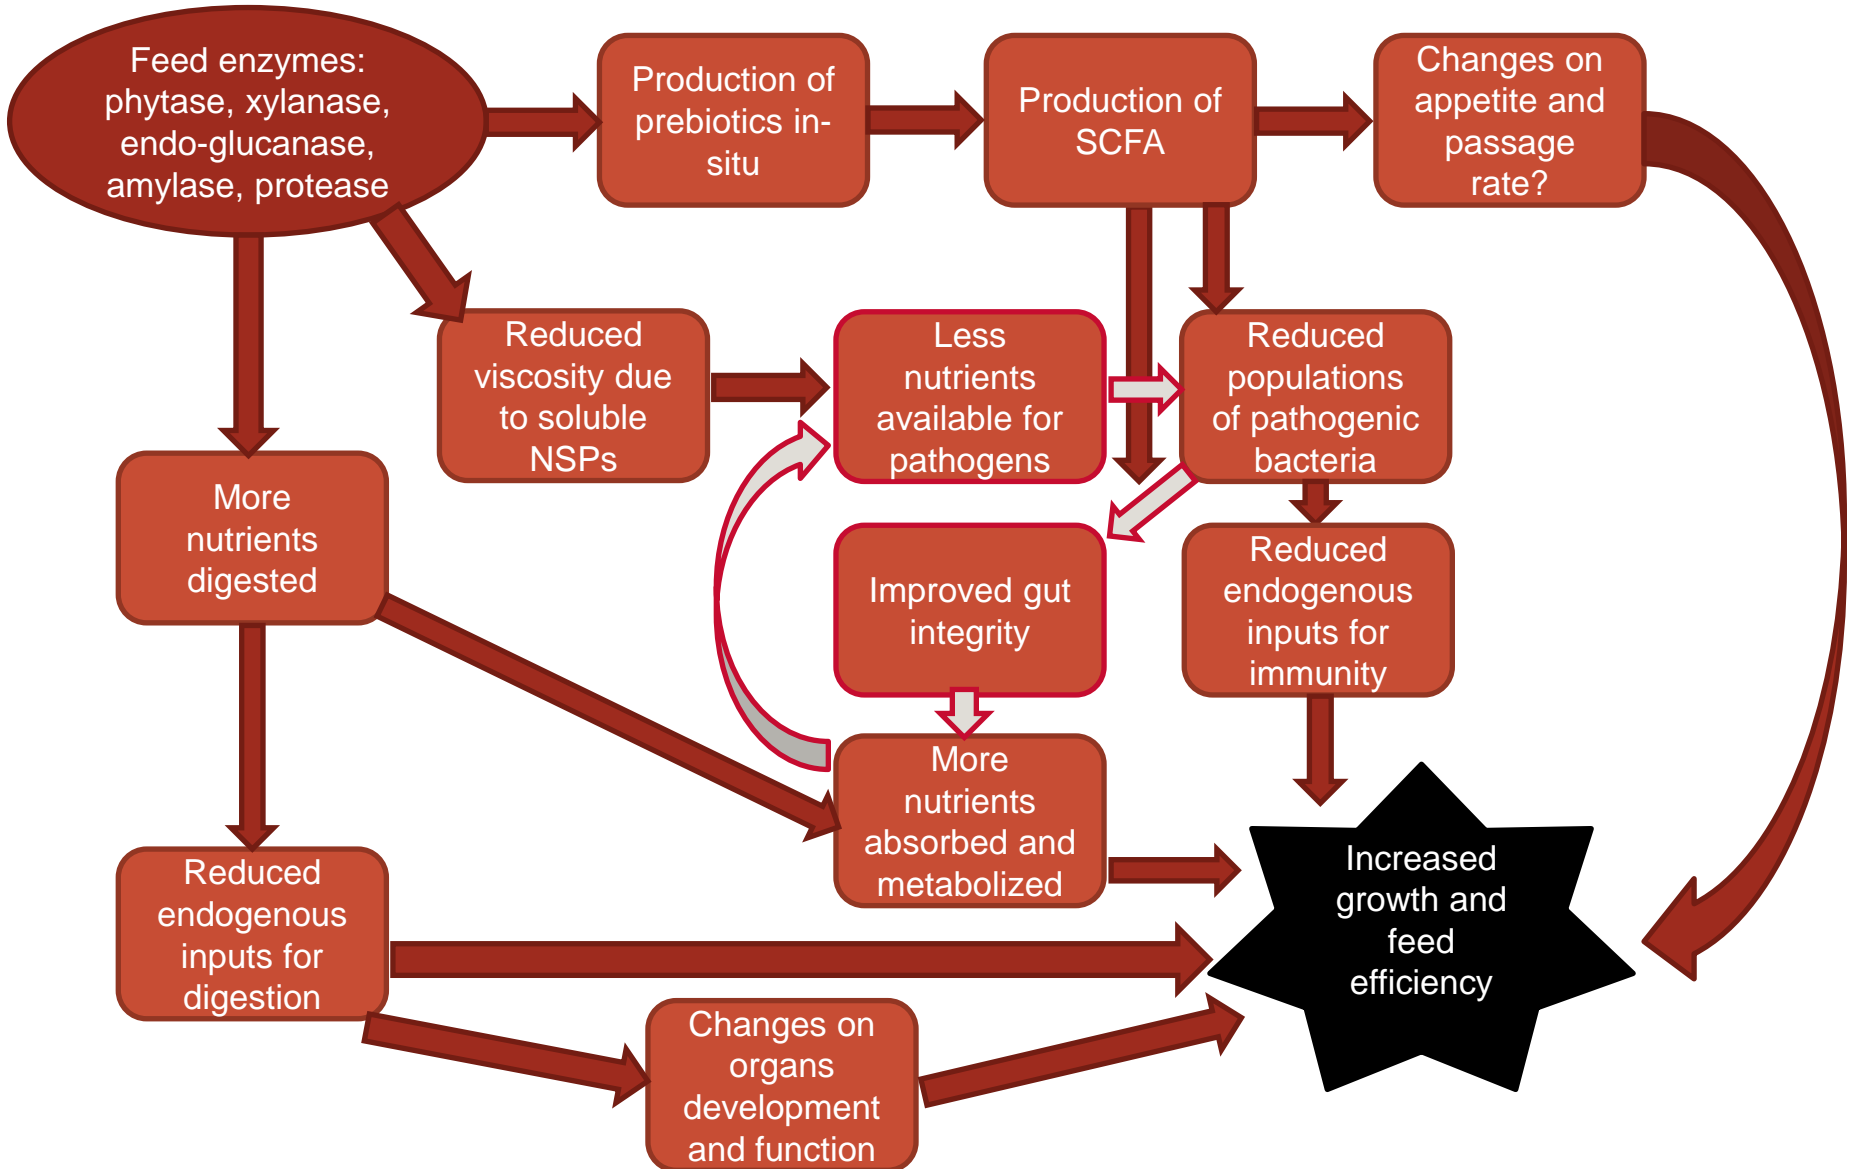 Feed enzymes:
phytase, xylanase,
endo-glucanase,
amylase, protease
Production of
prebiotics in-
situ
Production of
SCFA
Changes on
appetite and
passage
rate?
Reduced
viscosity due
to soluble
NSPs
Less
nutrients
available for
pathogens
Reduced
populations
of pathogenic
bacteria
More
nutrients
digested
Improved gut
integrity
Reduced
endogenous
inputs for
immunity
More
nutrients
absorbed and
metabolized
Increased
growth and
feed
efficiency
Reduced
endogenous
inputs for
digestion
Changes on
organs
development
and function